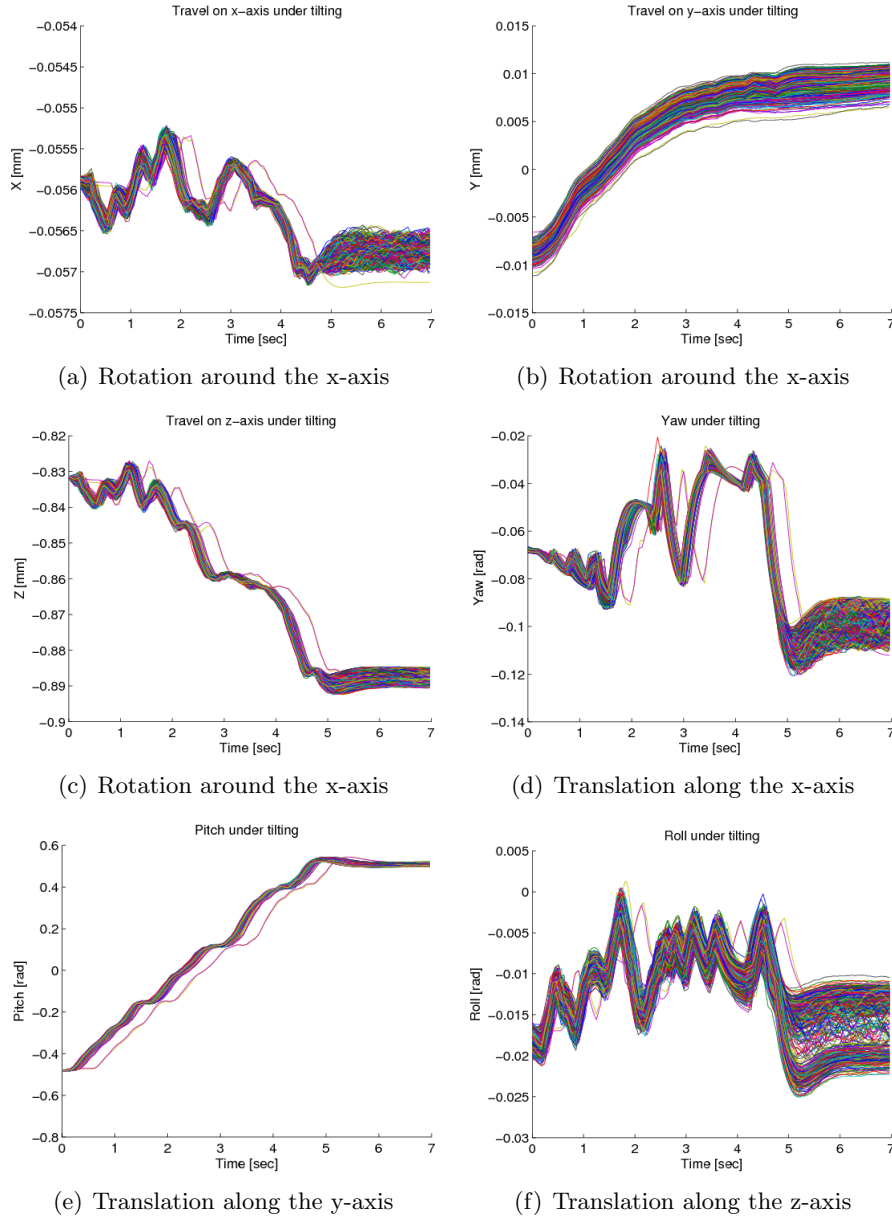 Travel on x-axis under tilting
-0.054
-0.0545
-0.055
-0.0555
-0.056
-0.0565
-0.057
-0.0575
X [mm]
0 1 2 3 4 5 6 7
Time [sec]
(a) Rotation around the x-axis
Travel on y-axis under tilting
0.015
0.01
0.005
0
-0.005
-0.01
-0.015
Y [mm]
0 1 2 3 4 5 6 7
Time [sec]
(b) Rotation around the x-axis
Travel on z-axis under tilting
-0.82
-0.83
-0.84
-0.85
-0.86
-0.87
-0.88
-0.89
-0.9
Z [mm]
0 1 2 3 4 5 6 7
Time [sec]
(c) Rotation around the x-axis
Yaw under tilting
-0.02
-0.04
-0.06
-0.08
-0.1
-0.12
-0.14
Yaw [rad]
0 1 2 3 4 5 6 7
Time [sec]
(d) Translation along the x-axis
Pitch under tilting
0.6
0.4
0.2
0
-0.2
-0.4
-0.6
-0.8
Pitch [rad]
0 1 2 3 4 5 6 7
Time [sec]
(e) Translation along the y-axis
Roll under tilting
0.005
0
-0.005
-0.01
-0.015
-0.02
-0.025
-0.03
Roll [rad]
0 1 2 3 4 5 6 7
Time [sec]
(f) Translation along the z-axis